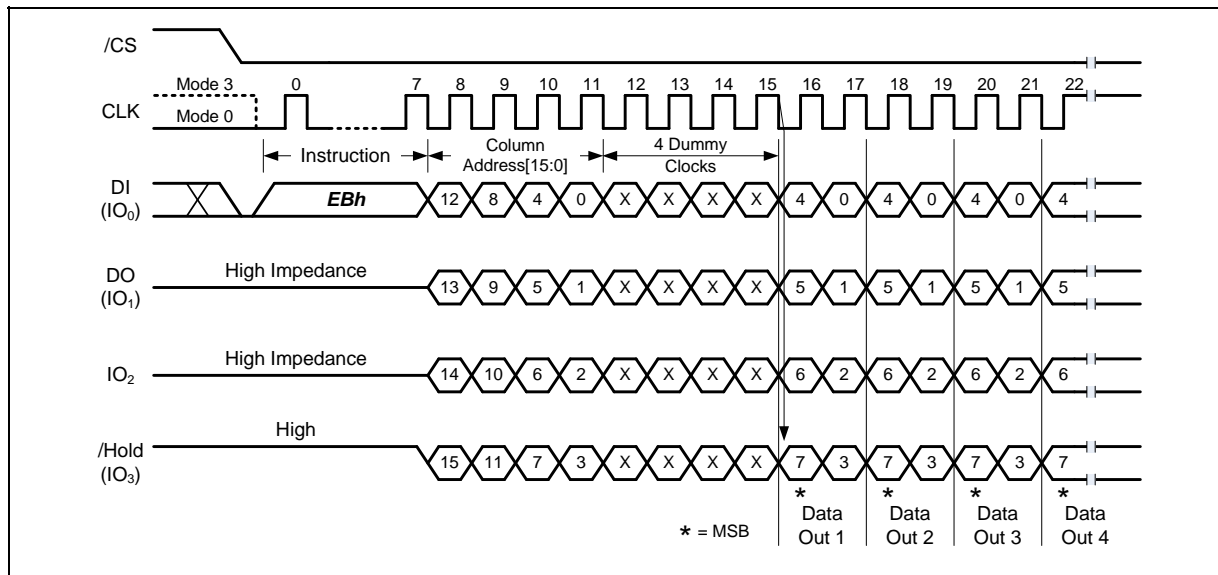 /CS
Mode 3 0 7 8 9 10 11 12 13 14 15 16 17 18 19 20 21 22
CLK
Mode 0
Instruction
Column
Address[15:0]
4 Dummy
Clocks
DI
(IO0)
EBh 12 8 4 0 X X X X 4 0 4 0 4 0 4
High Impedance
DO
(IO1)
13 9 5 1 X X X X 5 1 5 1 5 1 5
High Impedance
IO2
14 10 6 2 X X X X 6 2 6 2 6 2 6
High
/Hold
(IO3)
15 11 7 3 X X X X 7 3 7 3 7 3 7
* * * *
* = MSB
Data
Out 1
Data
Out 2
Data
Out 3
Data
Out 4